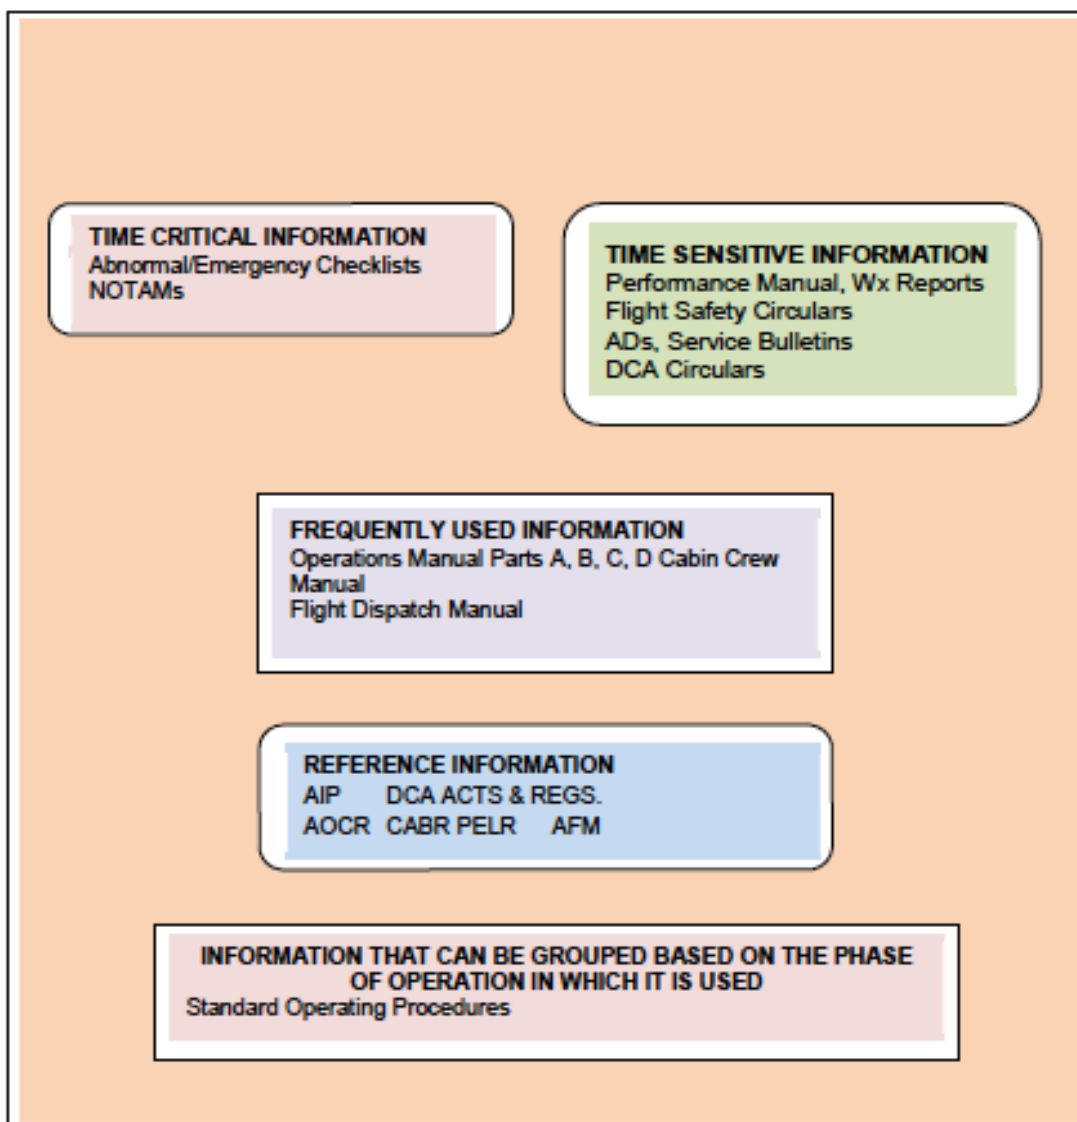 TIME CRITICAL INFORMATION
Abnormal/Emergency Checklists
NOTAMs
TIME SENSITIVE INFORMATION
Performance Manual, Wx Reports
Flight Safety Circulars
ADs, Service Bulletins
DCA Circulars
FREQUENTLY USED INFORMATION
Operations Manual Parts A, B, C, D Cabin Crew
Manual
Flight Dispatch Manual
REFERENCE INFORMATION
AIP DCA ACTS & REGS.
AOCR CABR PELR AFM
INFORMATION THAT CAN BE GROUPED BASED ON THE PHASE
OF OPERATION IN WHICH IT IS USED
Standard Operating Procedures